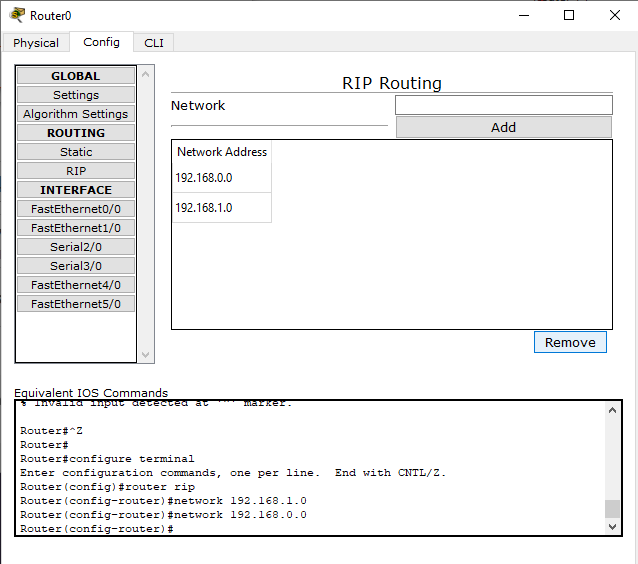 Router0
Physical Config CLI
GLOBAL
Settings
Algorithm Settings
ROUTING
Static
RIP
INTERFACE
FastEthernet0/0
FastEthernet1/0
Serial2/0
Serial3/0
FastEthernet4/0
FastEthernet5/0
RIP Routing
Network
Add
Network Address
192.168.0.0
192.168.1.0
Remove
Equivalent IOS Commands
% Invalid input detected at '^' marker.
Router#^Z
Router#
Router#configure terminal
Enter configuration commands, one per line.  End with CNTL/Z.
Router(config)#router rip
Router(config-router)#network 192.168.1.0
Router(config-router)#network 192.168.0.0
Router(config-router)#